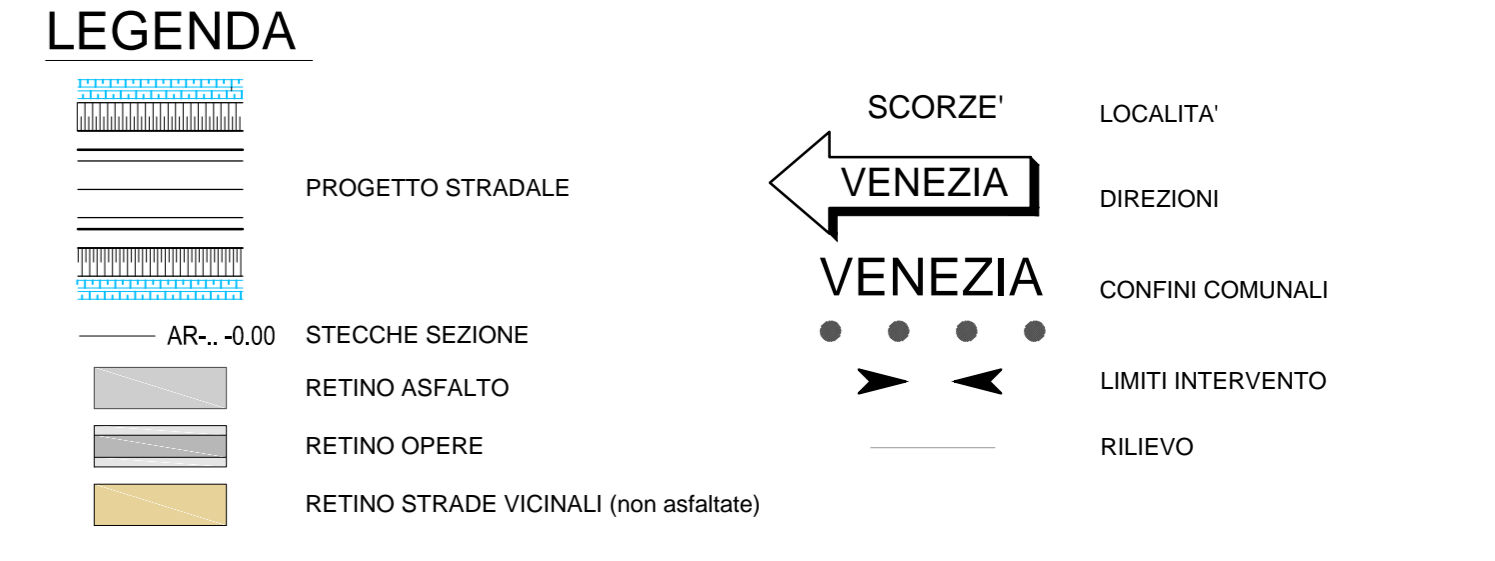 LEGENDA
PROGETTO STRADALE
AR-.. -0.00 STECCHE SEZIONE
RETINO ASFALTO
RETINO OPERE
RETINO STRADE VICINALI (non asfaltate)
SCORZE' LOCALITA'
VENEZIA DIREZIONI
VENEZIA CONFINI COMUNALI
LIMITI INTERVENTO
RILIEVO